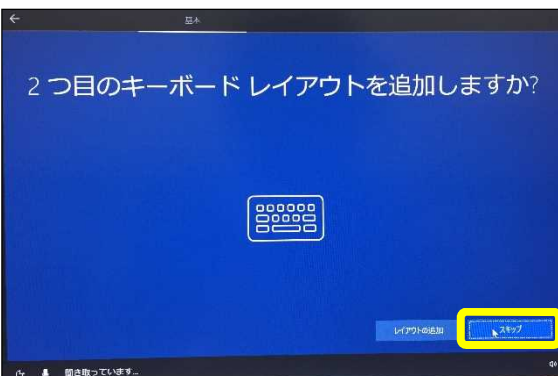 基本
2 つ目のキーボード レイアウトを追加しますか?
レイアウトの追加
スキップ
聞き取っています...